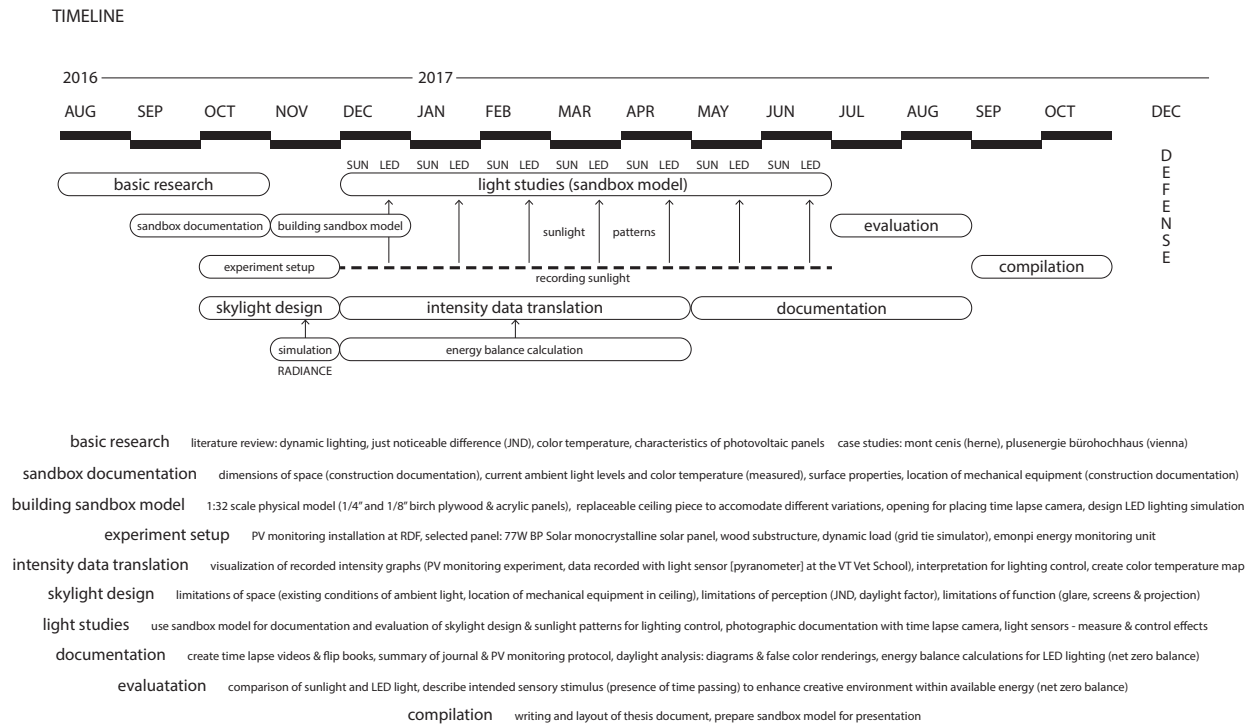 TIMELINE
2016 2017
AUG SEP OCT NOV DEC JAN FEB MAR APR MAY JUN JUL AUG SEP OCT DEC
SUN LED SUN LED SUN LED SUN LED SUN LED SUN LED SUN LED
DEFENSE
basic research light studies (sandbox model)
sandbox documentation building sandbox model sunlight patterns evaluation
experiment setup recording sunlight compilation
skylight design intensity data translation documentation
simulation energy balance calculation
RADIANCE
basic research literature review: dynamic lighting, just noticeable difference (JND), color temperature, characteristics of photovoltaic panels case studies: mont cenis (herne), plusenergie bürohochhaus (vienna)
sandbox documentation dimensions of space (construction documentation), current ambient light levels and color temperature (measured), surface properties, location of mechanical equipment (construction documentation)
building sandbox model 1:32 scale physical model (1/4" and 1/8" birch plywood & acrylic panels), replaceable ceiling piece to accomodate different variations, opening for placing time lapse camera, design LED lighting simulation
experiment setup PV monitoring installation at RDF, selected panel: 77W BP Solar monocrystalline solar panel, wood substructure, dynamic load (grid tie simulator), emonpi energy monitoring unit
intensity data translation visualization of recorded intensity graphs (PV monitoring experiment, data recorded with light sensor [pyranometer] at the VT Vet School), interpretation for lighting control, create color temperature map
skylight design limitations of space (existing conditions of ambient light, location of mechanical equipment in ceiling), limitations of perception (JND, daylight factor), limitations of function (glare, screens & projection)
light studies use sandbox model for documentation and evaluation of skylight design & sunlight patterns for lighting control, photographic documentation with time lapse camera, light sensors - measure & control effects
documentation create time lapse videos & flip books, summary of journal & PV monitoring protocol, daylight analysis: diagrams & false color renderings, energy balance calculations for LED lighting (net zero balance)
evaluatation comparison of sunlight and LED light, describe intended sensory stimulus (presence of time passing) to enhance creative environment within available energy (net zero balance)
compilation writing and layout of thesis document, prepare sandbox model for presentation